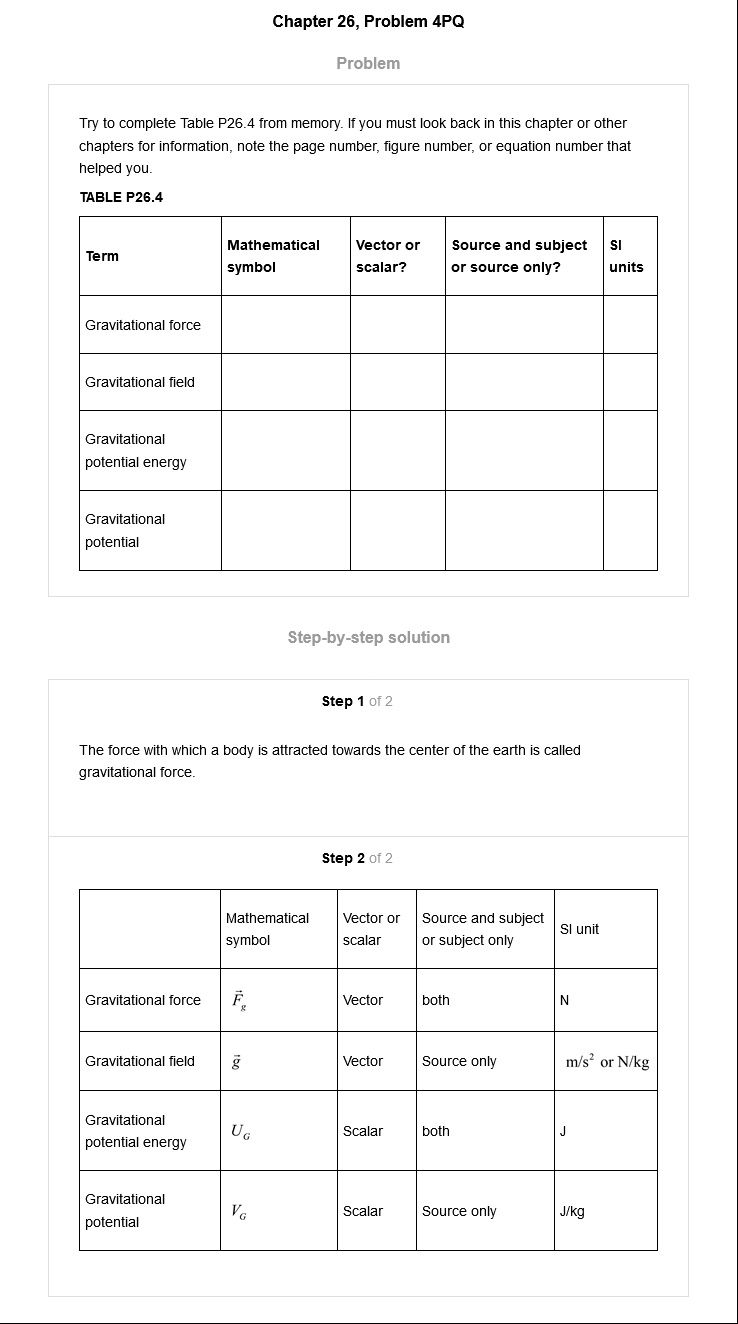 Chapter 26, Problem 4PQ
Problem
Try to complete Table P26.4 from memory. If you must look back in this chapter or other
chapters for information, note the page number, figure number, or equation number that
helped you.
TABLE P26.4
Term
Mathematical
symbol
Vector or
scalar?
Source and subject
or source only?
SI
units
Gravitational force
Gravitational field
Gravitational
potential energy
Gravitational
potential
Step-by-step solution
Step 1 of 2
The force with which a body is attracted towards the center of the earth is called
gravitational force.
Step 2 of 2
Mathematical
symbol
Vector or
scalar
Source and subject
or subject only
SI unit
Gravitational force
F⃗_g
Vector
both
N
Gravitational field
g⃗
Vector
Source only
m/s² or N/kg
Gravitational
potential energy
U_G
Scalar
both
J
Gravitational
potential
V_G
Scalar
Source only
J/kg